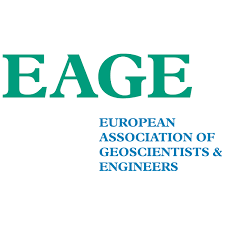 EAGE
EUROPEAN
ASSOCIATION OF
GEOSCIENTISTS &
ENGINEERS